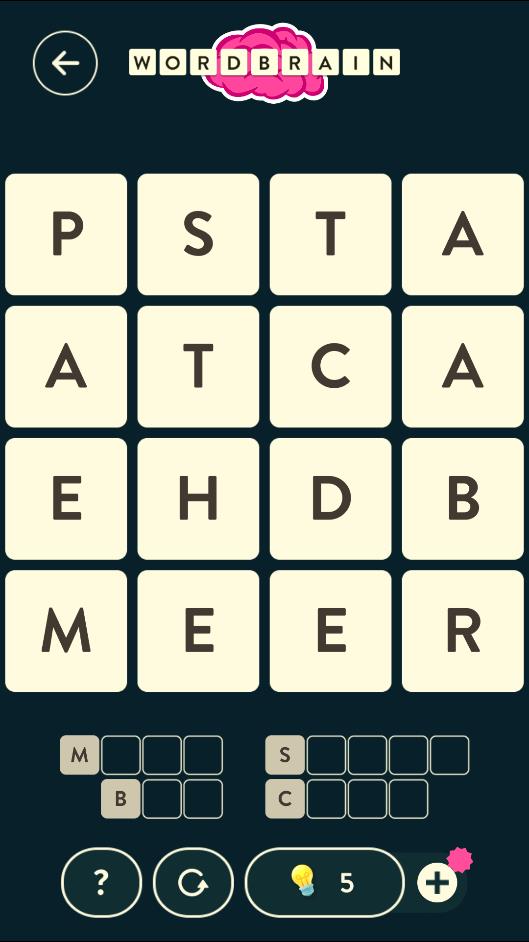 WORDBRAIN
P S T A
A T C A
E H D B
M E E R
M S
B C
? 5 +